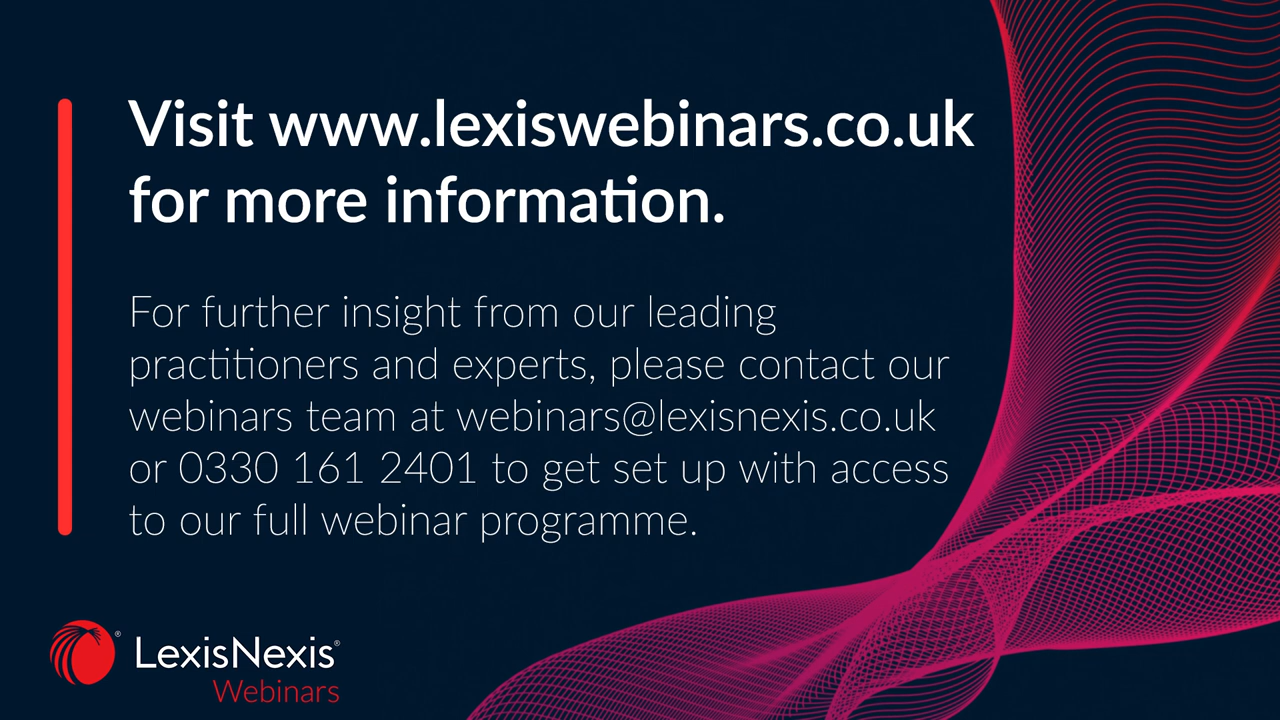 Visit www.lexiswebinars.co.uk
for more information.
For further insight from our leading
practitioners and experts, please contact our
webinars team at webinars@lexisnexis.co.uk
or 0330 161 2401 to get set up with access
to our full webinar programme.
® LexisNexis®
Webinars